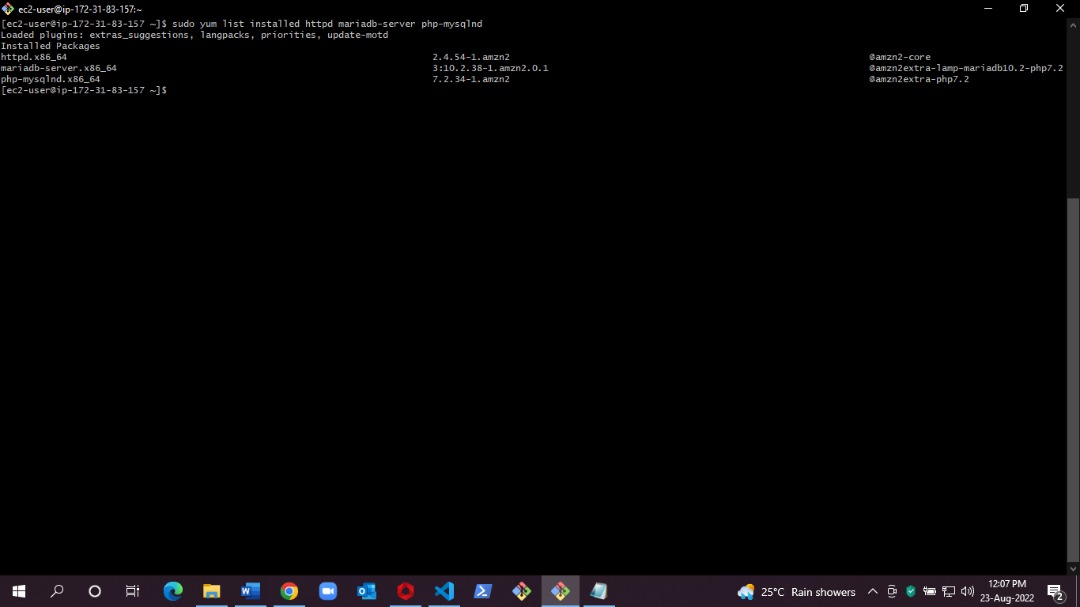 ec2-user@ip-172-31-83-157:~
[ec2-user@ip-172-31-83-157 ~]$ sudo yum list installed httpd mariadb-server php-mysqlnd
Loaded plugins: extras_suggestions, langpacks, priorities, update-motd
Installed Packages
httpd.x86_64 2.4.54-1.amzn2 @amzn2-core
mariadb-server.x86_64 3:10.2.38-1.amzn2.0.1 @amzn2extra-lamp-mariadb10.2-php7.2
php-mysqlnd.x86_64 7.2.34-1.amzn2 @amzn2extra-php7.2
[ec2-user@ip-172-31-83-157 ~]$
25°C Rain showers
12:07 PM
23-Aug-2022
2